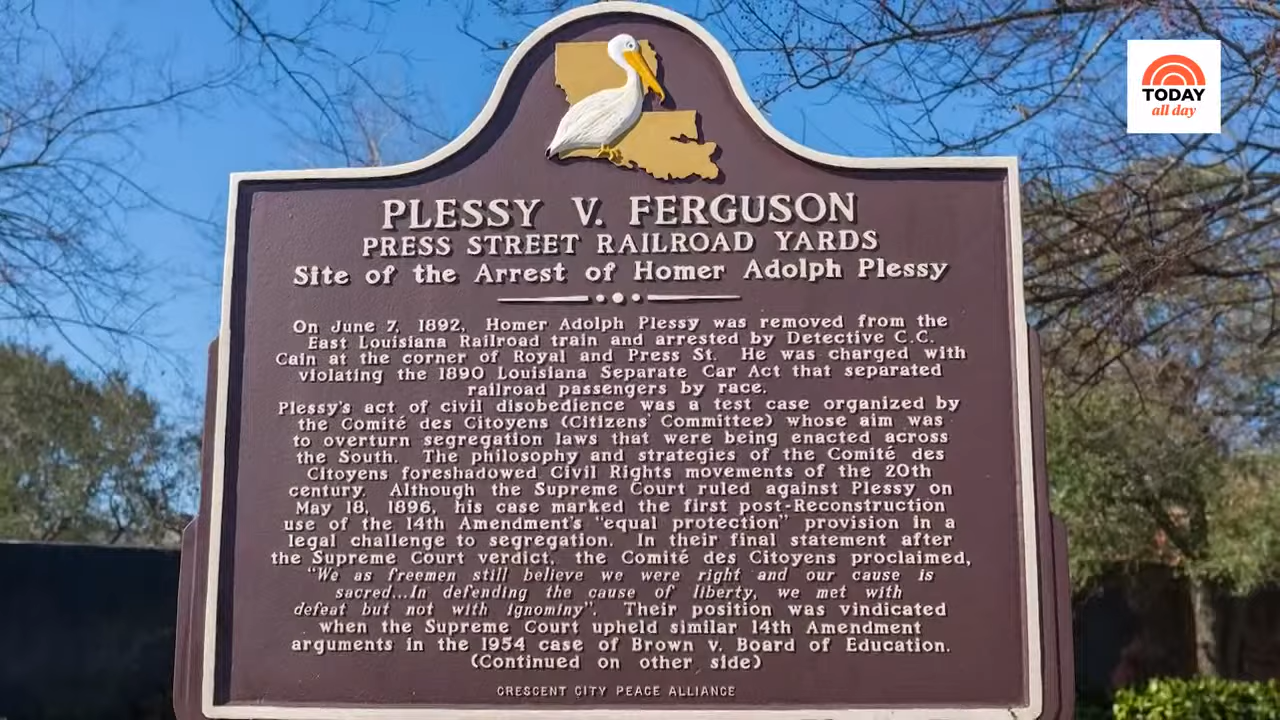 TODAY
all day
PLESSY V. FERGUSON
PRESS STREET RAILROAD YARDS
Site of the Arrest of Homer Adolph Plessy
On June 7, 1892, Homer Adolph Plessy was removed from the
East Louisiana Railroad train and arrested by Detective C.C.
Cain at the corner of Royal and Press St. He was charged with
violating the 1890 Louisiana Separate Car Act that separated
railroad passengers by race.
Plessy's act of civil disobedience was a test case organized by
the Comité des Citoyens (Citizens' Committee) whose aim was
to overturn segregation laws that were being enacted across
the South. The philosophy and strategies of the Comité des
Citoyens foreshadowed Civil Rights movements of the 20th
century. Although the Supreme Court ruled against Plessy on
May 18, 1896, his case marked the first post-Reconstruction
use of the 14th Amendment's "equal protection" provision in a
legal challenge to segregation. In their final statement after
the Supreme Court verdict, the Comité des Citoyens proclaimed,
"We as freemen still believe we were right and our cause is
sacred...In defending the cause of liberty, we met with
defeat but not with ignominy". Their position was vindicated
when the Supreme Court upheld similar 14th Amendment
arguments in the 1954 case of Brown v. Board of Education.
(Continued on other side)
CRESCENT CITY PEACE ALLIANCE